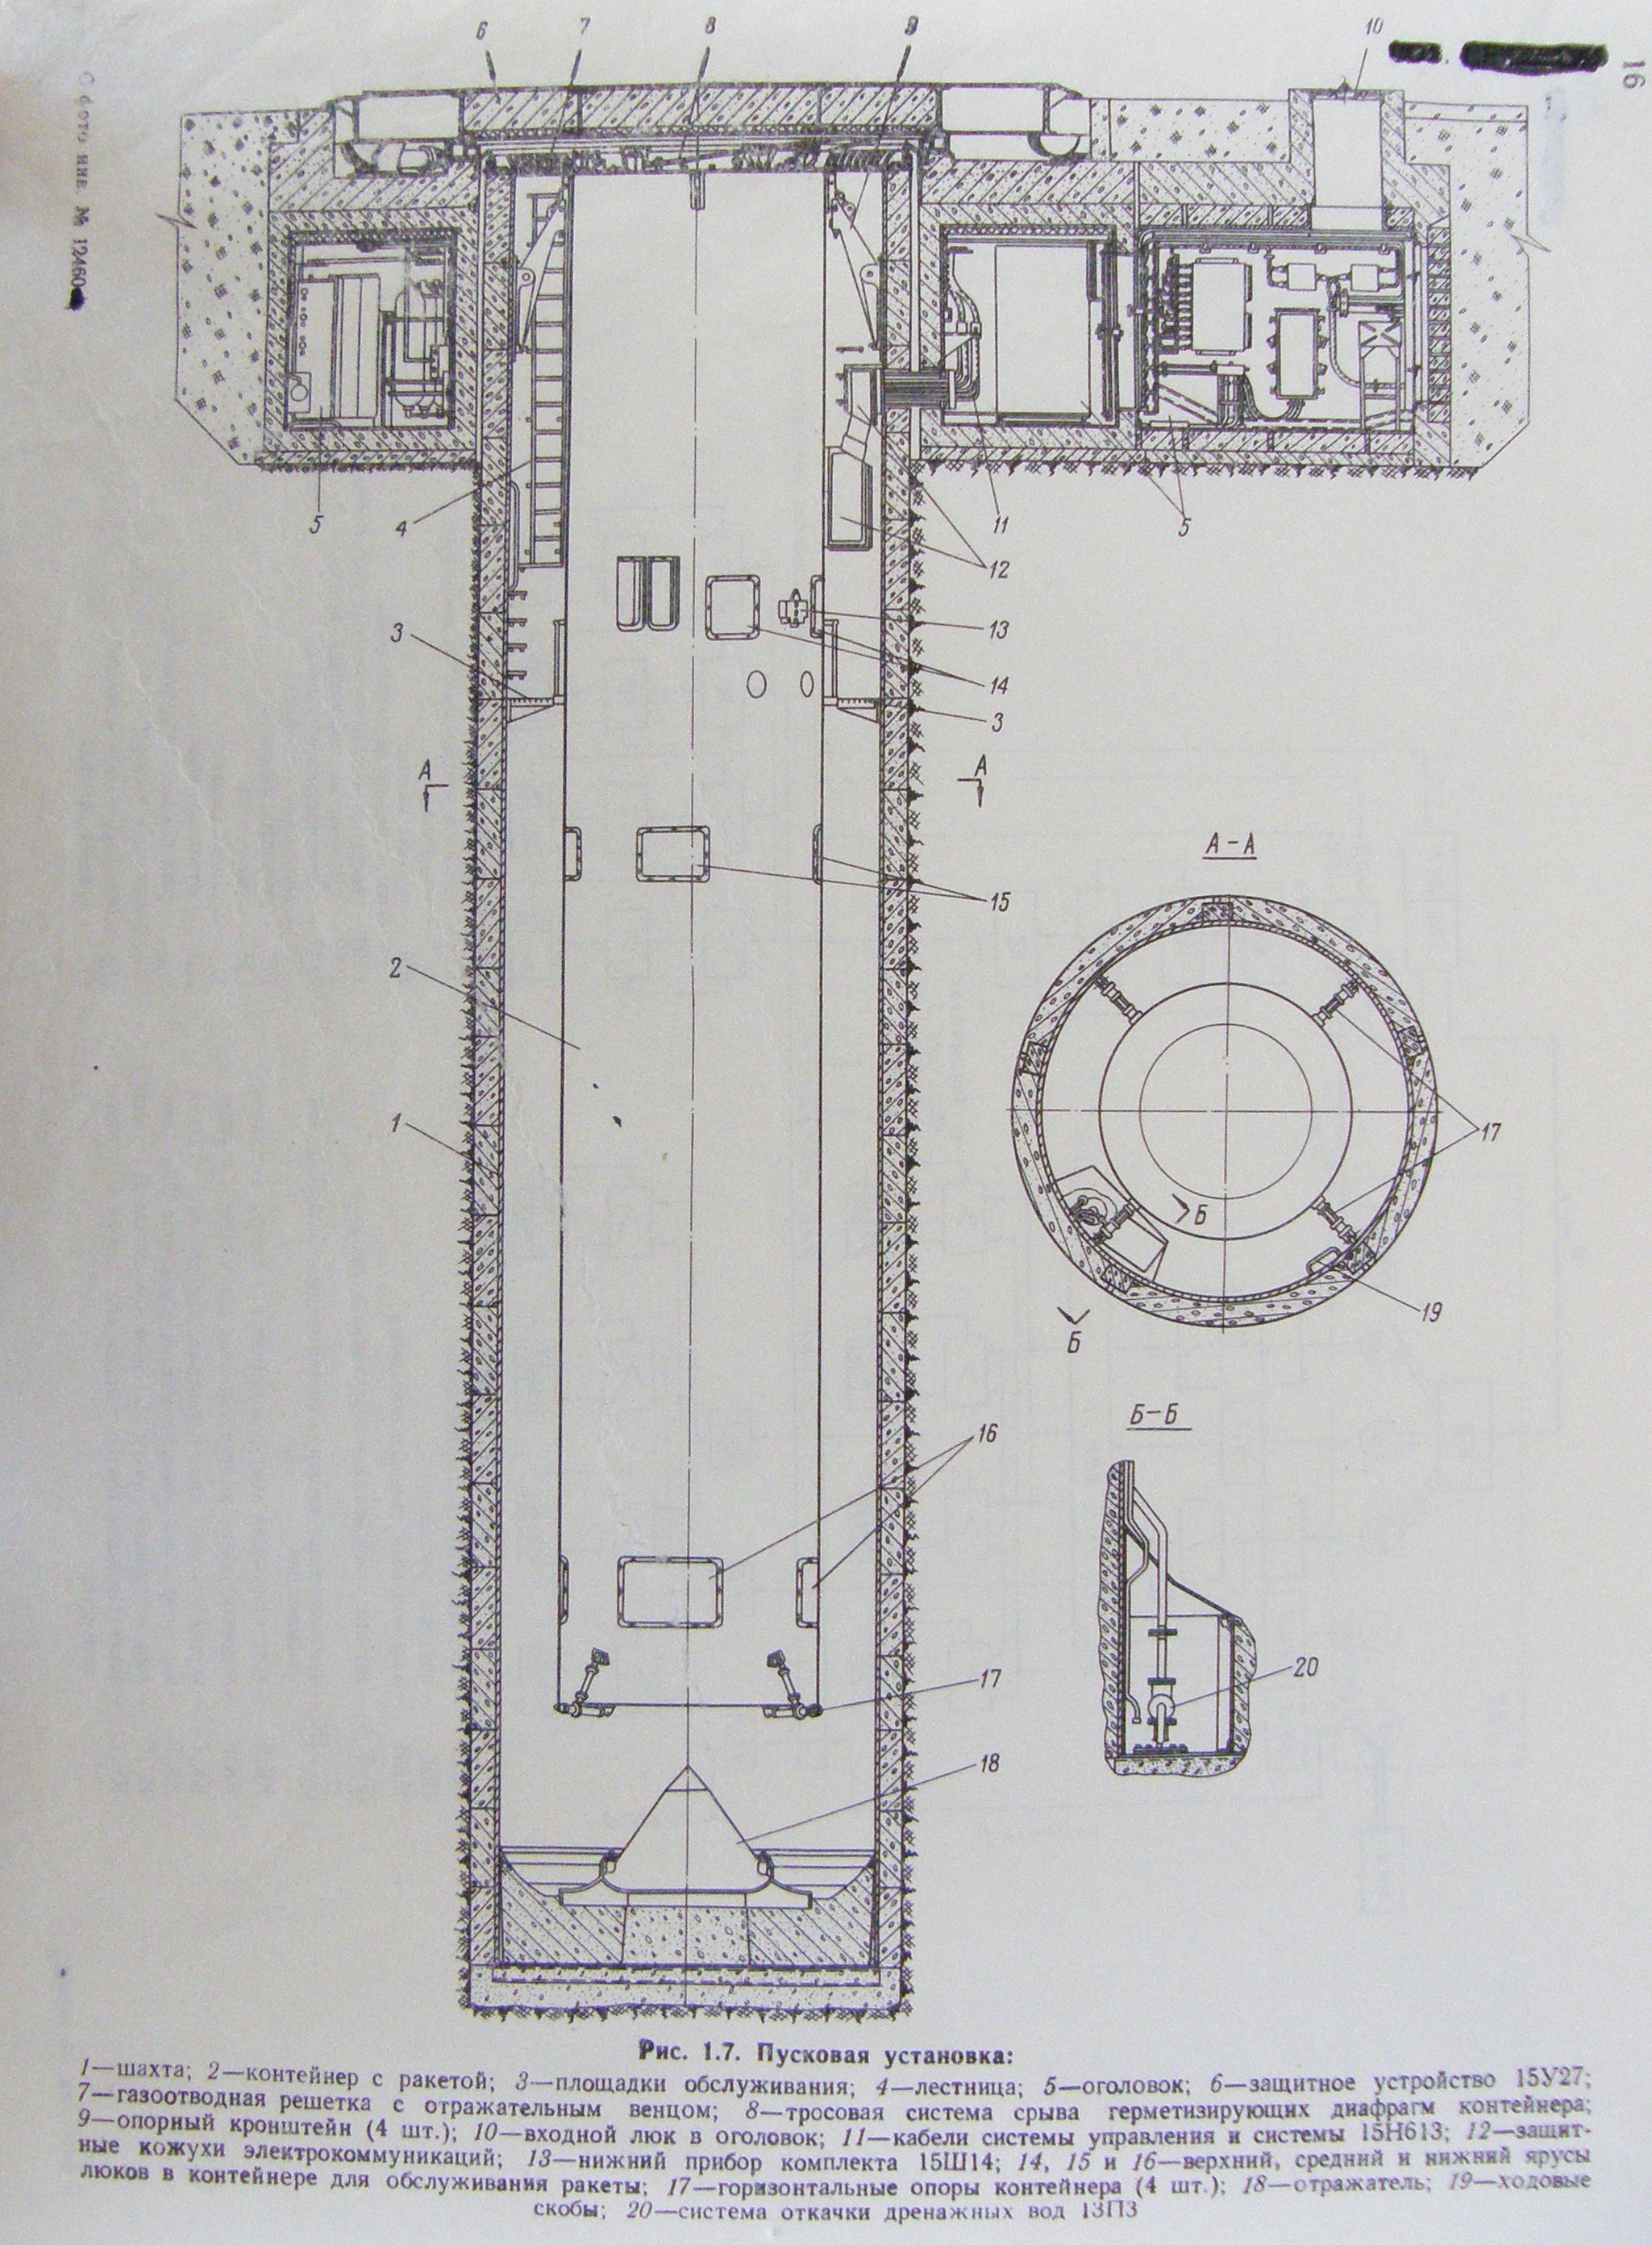 6 7 8 9 10
16
С фото инв. № 12460
5 4 11 5
12
3 13
14
3
А А
А–А
15
2
1 17
Б
19
Б
16 Б–Б
17 20
18
Рис. 1.7. Пусковая установка:
1—шахта; 2—контейнер с ракетой; 3—площадки обслуживания; 4—лестница; 5—оголовок; 6—защитное устройство 15У27;
7—газоотводная решетка с отражательным венцом; 8—тросовая система срыва герметизирующих диафрагм контейнера;
9—опорный кронштейн (4 шт.); 10—входной люк в оголовок; 11—кабели системы управления и системы 15Н613; 12—защит-
ные кожухи электрокоммуникаций; 13—нижний прибор комплекта 15Ш14; 14, 15 и 16—верхний, средний и нижний ярусы
люков в контейнере для обслуживания ракеты; 17—горизонтальные опоры контейнера (4 шт.); 18—отражатель; 19—ходовые
скобы; 20—система откачки дренажных вод 13П3